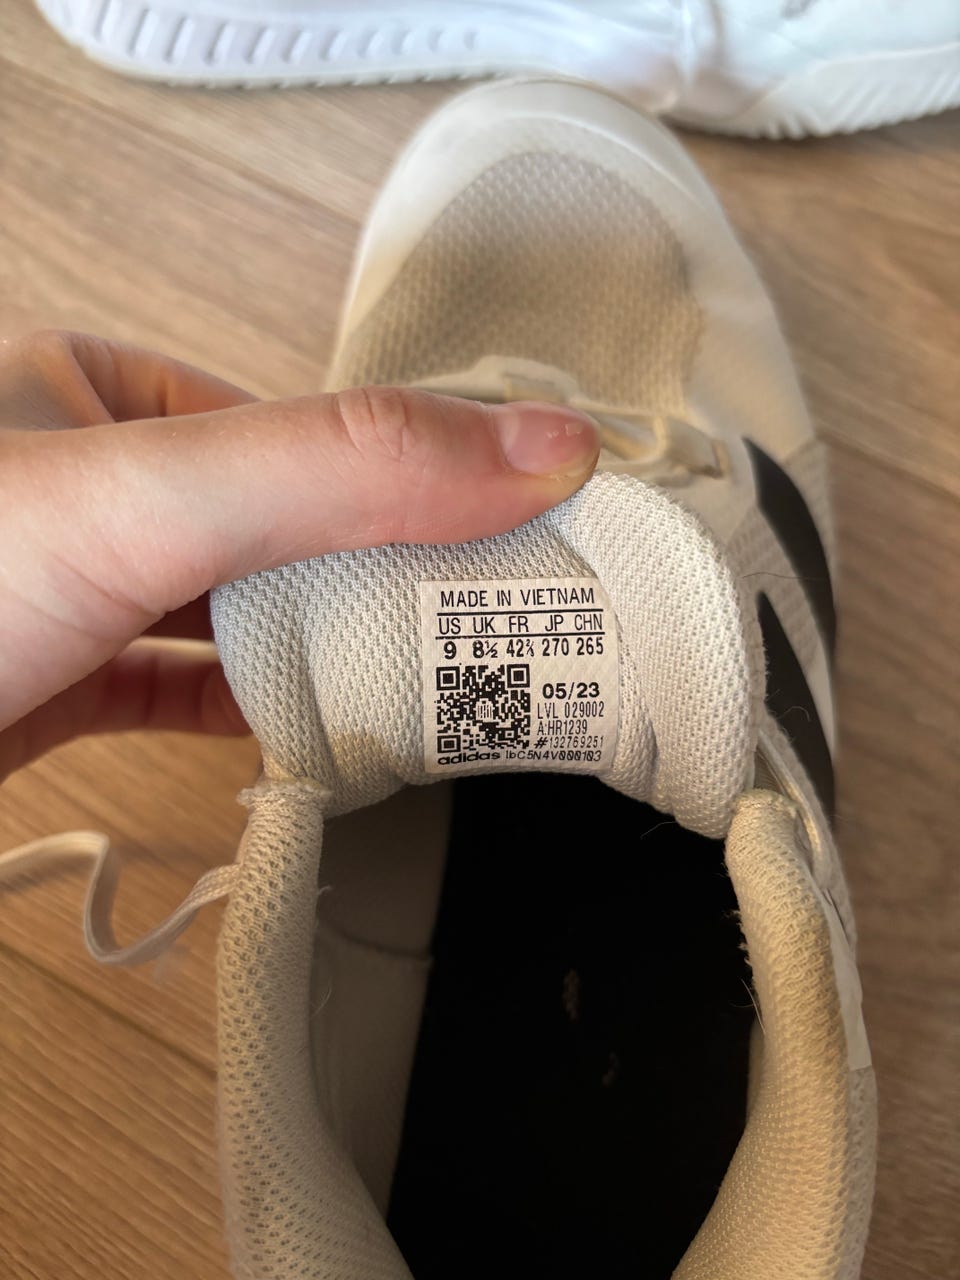 MADE IN VIETNAM
US UK FR JP CHN
9 8½ 42⅔ 270 265
05/23
LVL 029002
A:HR1239
#132769251
adidas IbC5N4V000103